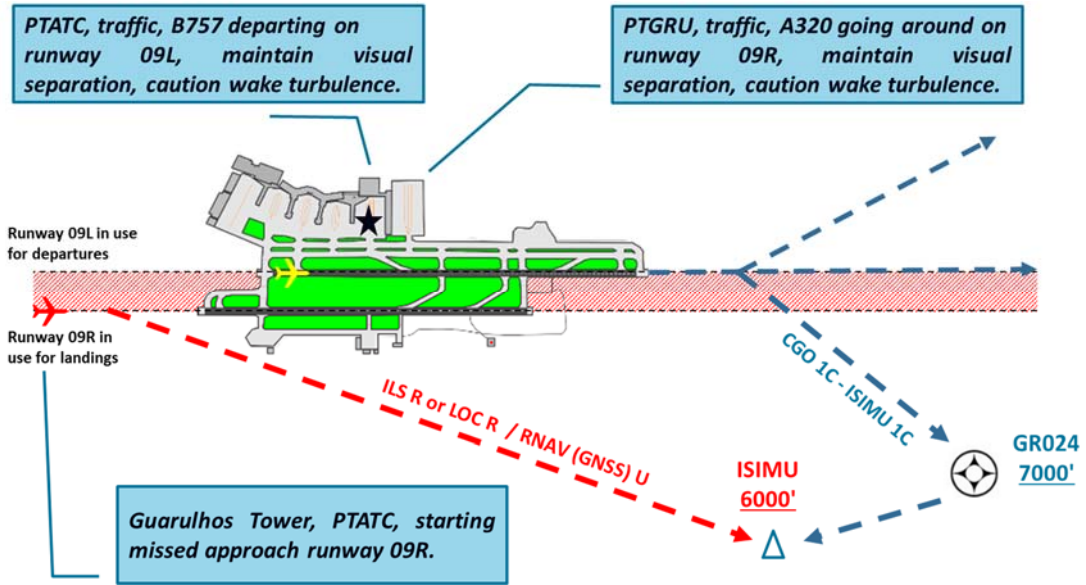 PTATC, traffic, B757 departing on
runway 09L, maintain visual
separation, caution wake turbulence.
PTGRU, traffic, A320 going around on
runway 09R, maintain visual
separation, caution wake turbulence.
Runway 09L in use
for departures
Runway 09R in
use for landings
ILS R or LOC R / RNAV (GNSS) U
CGO 1C - ISIMU 1C
ISIMU
6000'
GR024
7000'
Guarulhos Tower, PTATC, starting
missed approach runway 09R.